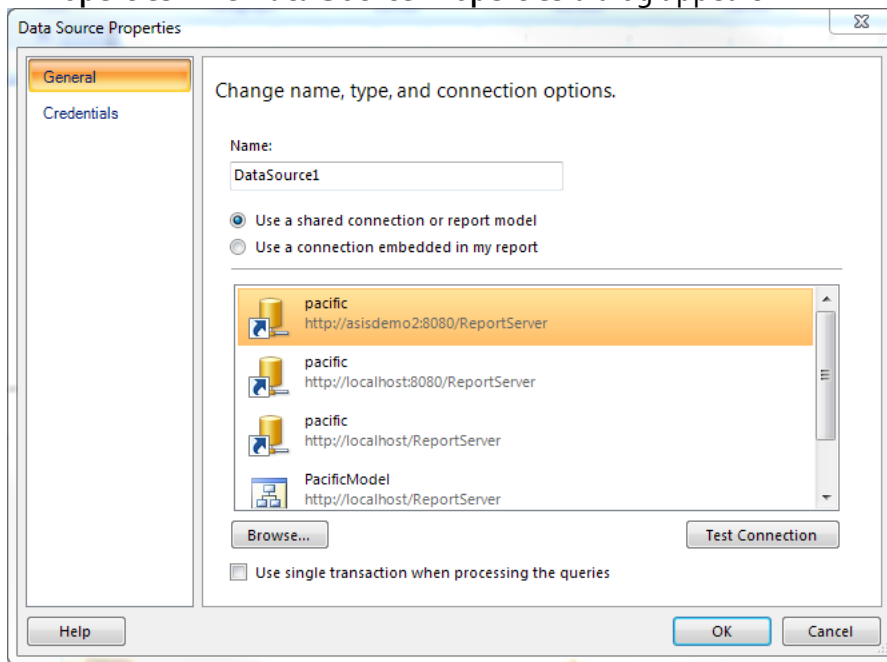 Data Source Properties
General
Credentials
Change name, type, and connection options.
Name:
DataSource1
Use a shared connection or report model
Use a connection embedded in my report
pacific
http://asisdemo2:8080/ReportServer
pacific
http://localhost:8080/ReportServer
pacific
http://localhost/ReportServer
PacificModel
http://localhost/ReportServer
Browse...
Test Connection
Use single transaction when processing the queries
Help
OK
Cancel